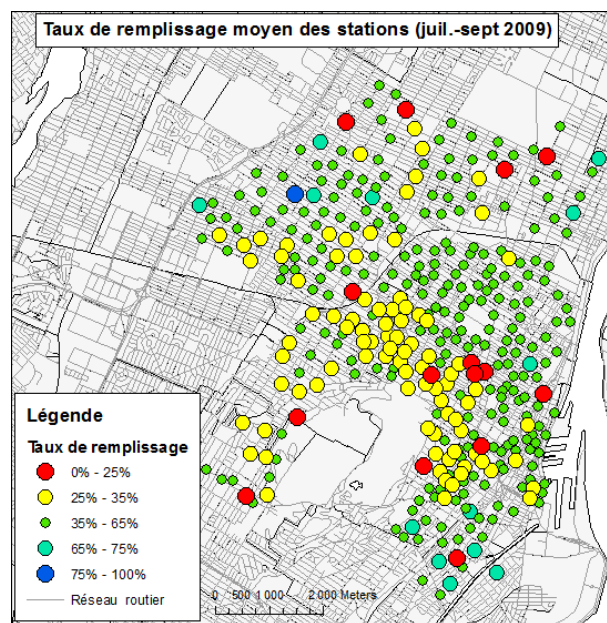 Taux de remplissage moyen des stations (juil.-sept 2009)
Légende
Taux de remplissage
0% - 25%
25% - 35%
35% - 65%
65% - 75%
75% - 100%
Réseau routier
0 500 1 000 2 000 Meters